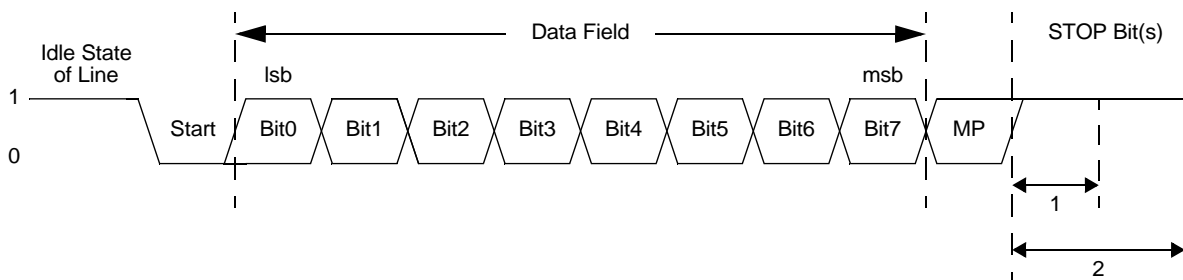 Data Field
STOP Bit(s)
Idle State
of Line
lsb
msb
1
Start
Bit0
Bit1
Bit2
Bit3
Bit4
Bit5
Bit6
Bit7
MP
0
1
2